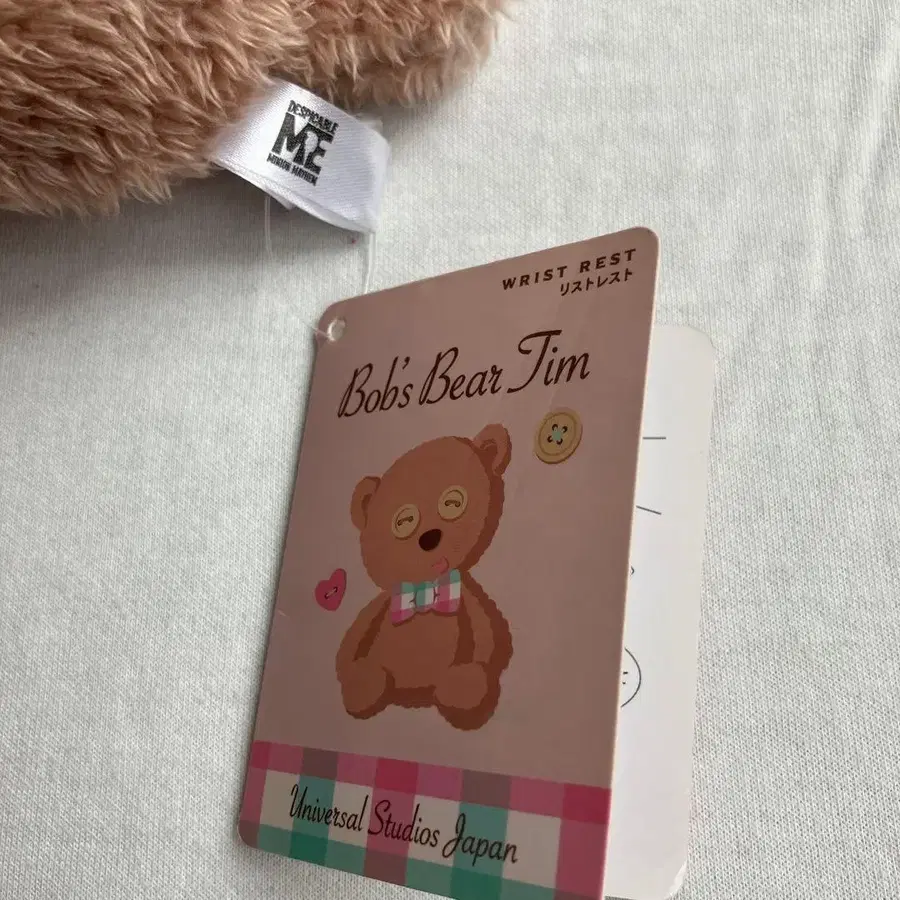 DESPICABLE
ME
MINION MAYHEM
WRIST REST
リストレスト
Bob's Bear Tim
Universal Studios Japan